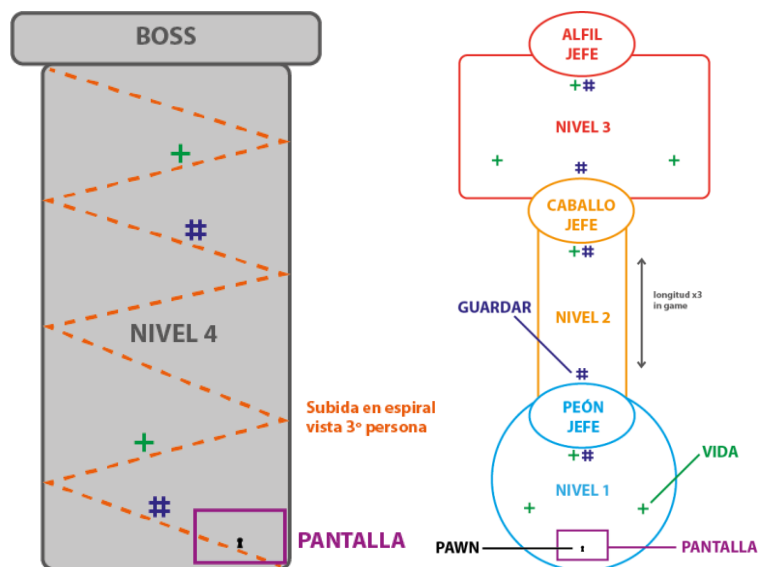 BOSS
+
#
NIVEL 4
Subida en espiral
vista 3º persona
+
#
PANTALLA
ALFIL
JEFE
+#
NIVEL 3
+
+
#
CABALLO
JEFE
+#
longitud x3
in game
GUARDAR
NIVEL 2
#
PEÓN
JEFE
+#
VIDA
NIVEL 1
+
+
PAWN
PANTALLA